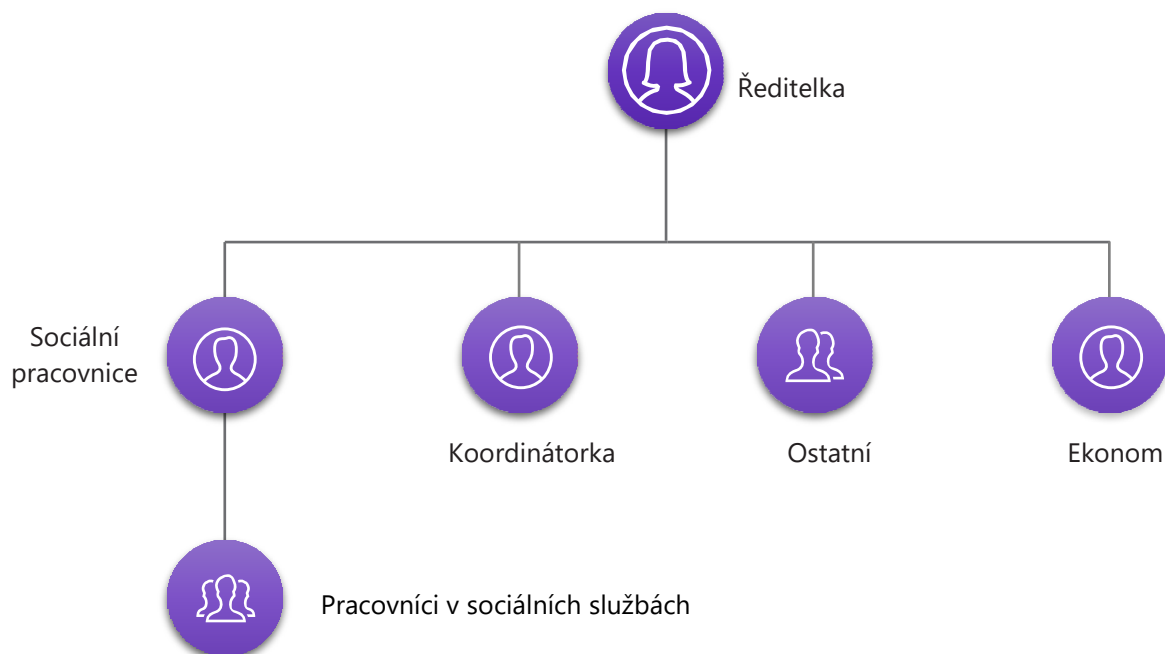 Ředitelka
Sociální
pracovnice
Koordinátorka
Ostatní
Ekonom
Pracovníci v sociálních službách